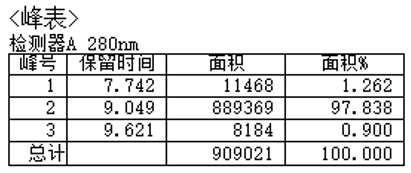 <峰表>
检测器A 280nm
峰号 保留时间 面积 面积%
1 7.742 11468 1.262
2 9.049 889369 97.838
3 9.621 8184 0.900
总计 909021 100.000